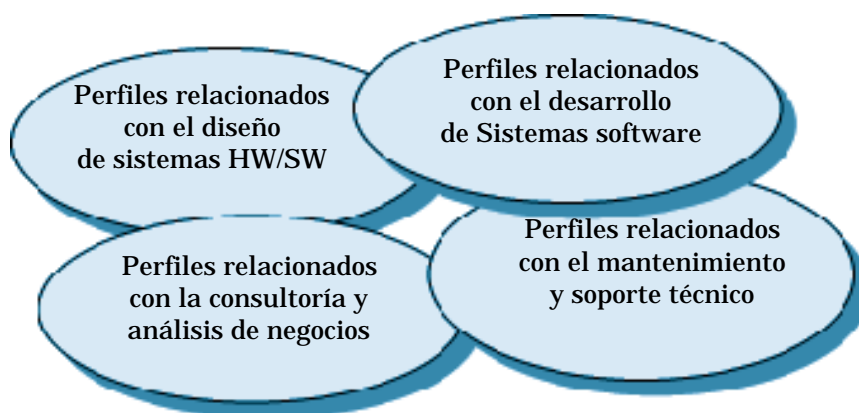 Perfiles relacionados
con el diseño
de sistemas HW/SW
Perfiles relacionados
con el desarrollo
de Sistemas software
Perfiles relacionados
con la consultoría y
análisis de negocios
Perfiles relacionados
con el mantenimiento
y soporte técnico